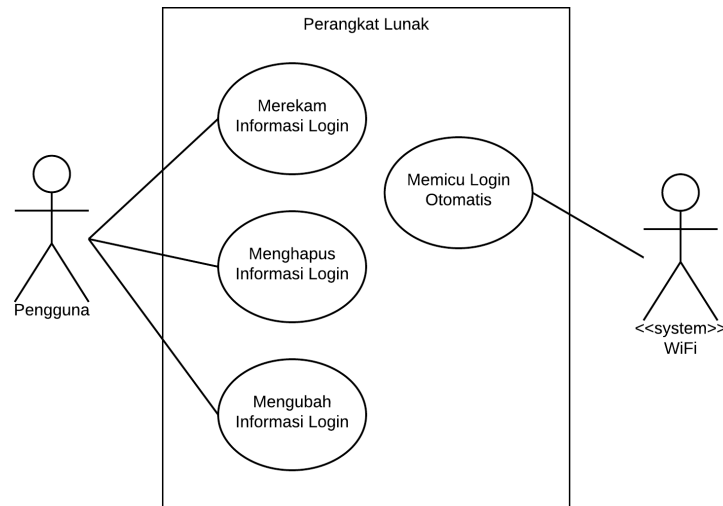 Perangkat Lunak
Merekam
Informasi Login
Memicu Login
Otomatis
Menghapus
Informasi Login
Pengguna
<<system>>
WiFi
Mengubah
Informasi Login